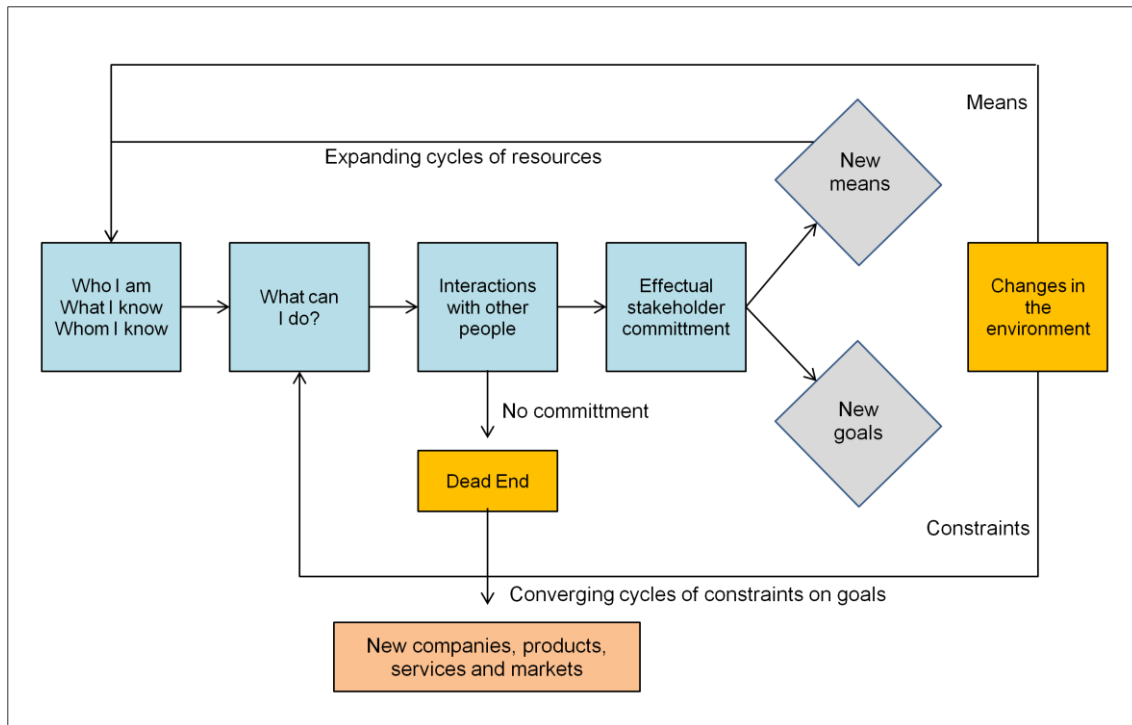 Means
Expanding cycles of resources
New
means
Who I am
What I know
Whom I know
What can
I do?
Interactions
with other
people
Effectual
stakeholder
committment
Changes in
the
environment
No committment
New
goals
Dead End
Constraints
Converging cycles of constraints on goals
New companies, products,
services and markets